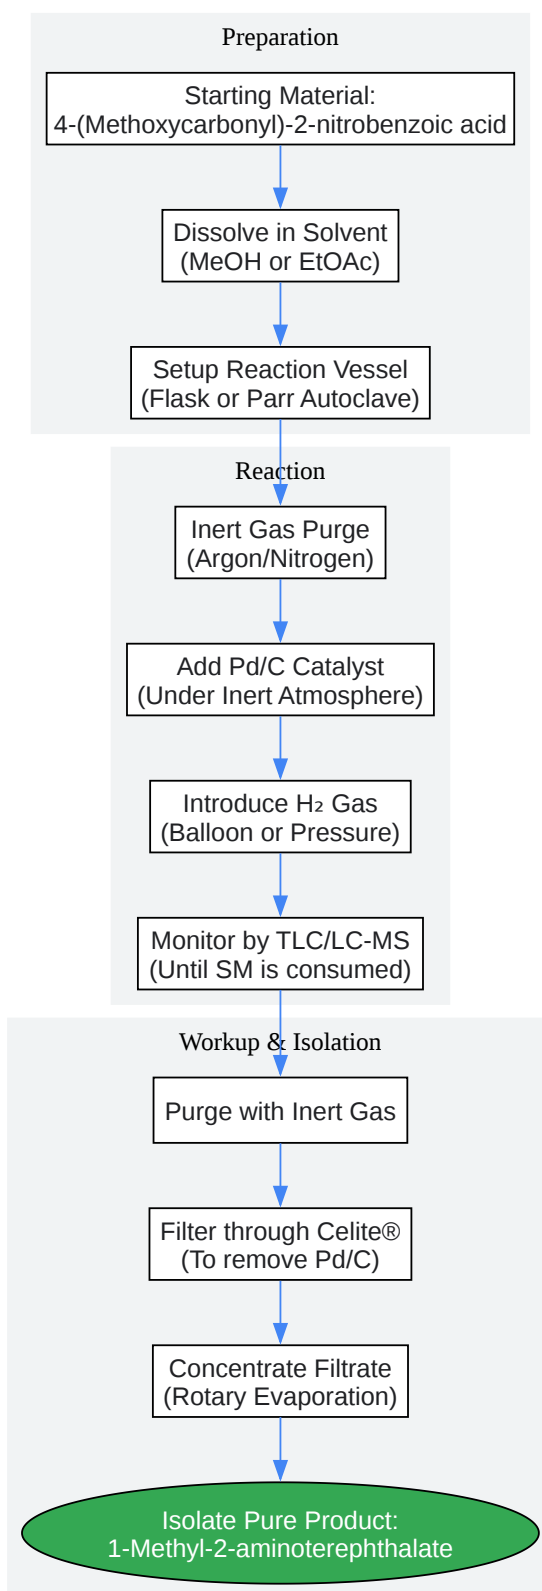 Preparation
Starting Material:
4-(Methoxycarbonyl)-2-nitrobenzoic acid
Dissolve in Solvent
(MeOH or EtOAc)
Setup Reaction Vessel
(Flask or Parr Autoclave)
Reaction
Inert Gas Purge
(Argon/Nitrogen)
Add Pd/C Catalyst
(Under Inert Atmosphere)
Introduce H₂ Gas
(Balloon or Pressure)
Monitor by TLC/LC-MS
(Until SM is consumed)
Workup & Isolation
Purge with Inert Gas
Filter through Celite®
(To remove Pd/C)
Concentrate Filtrate
(Rotary Evaporation)
Isolate Pure Product:
1-Methyl-2-aminoterephthalate